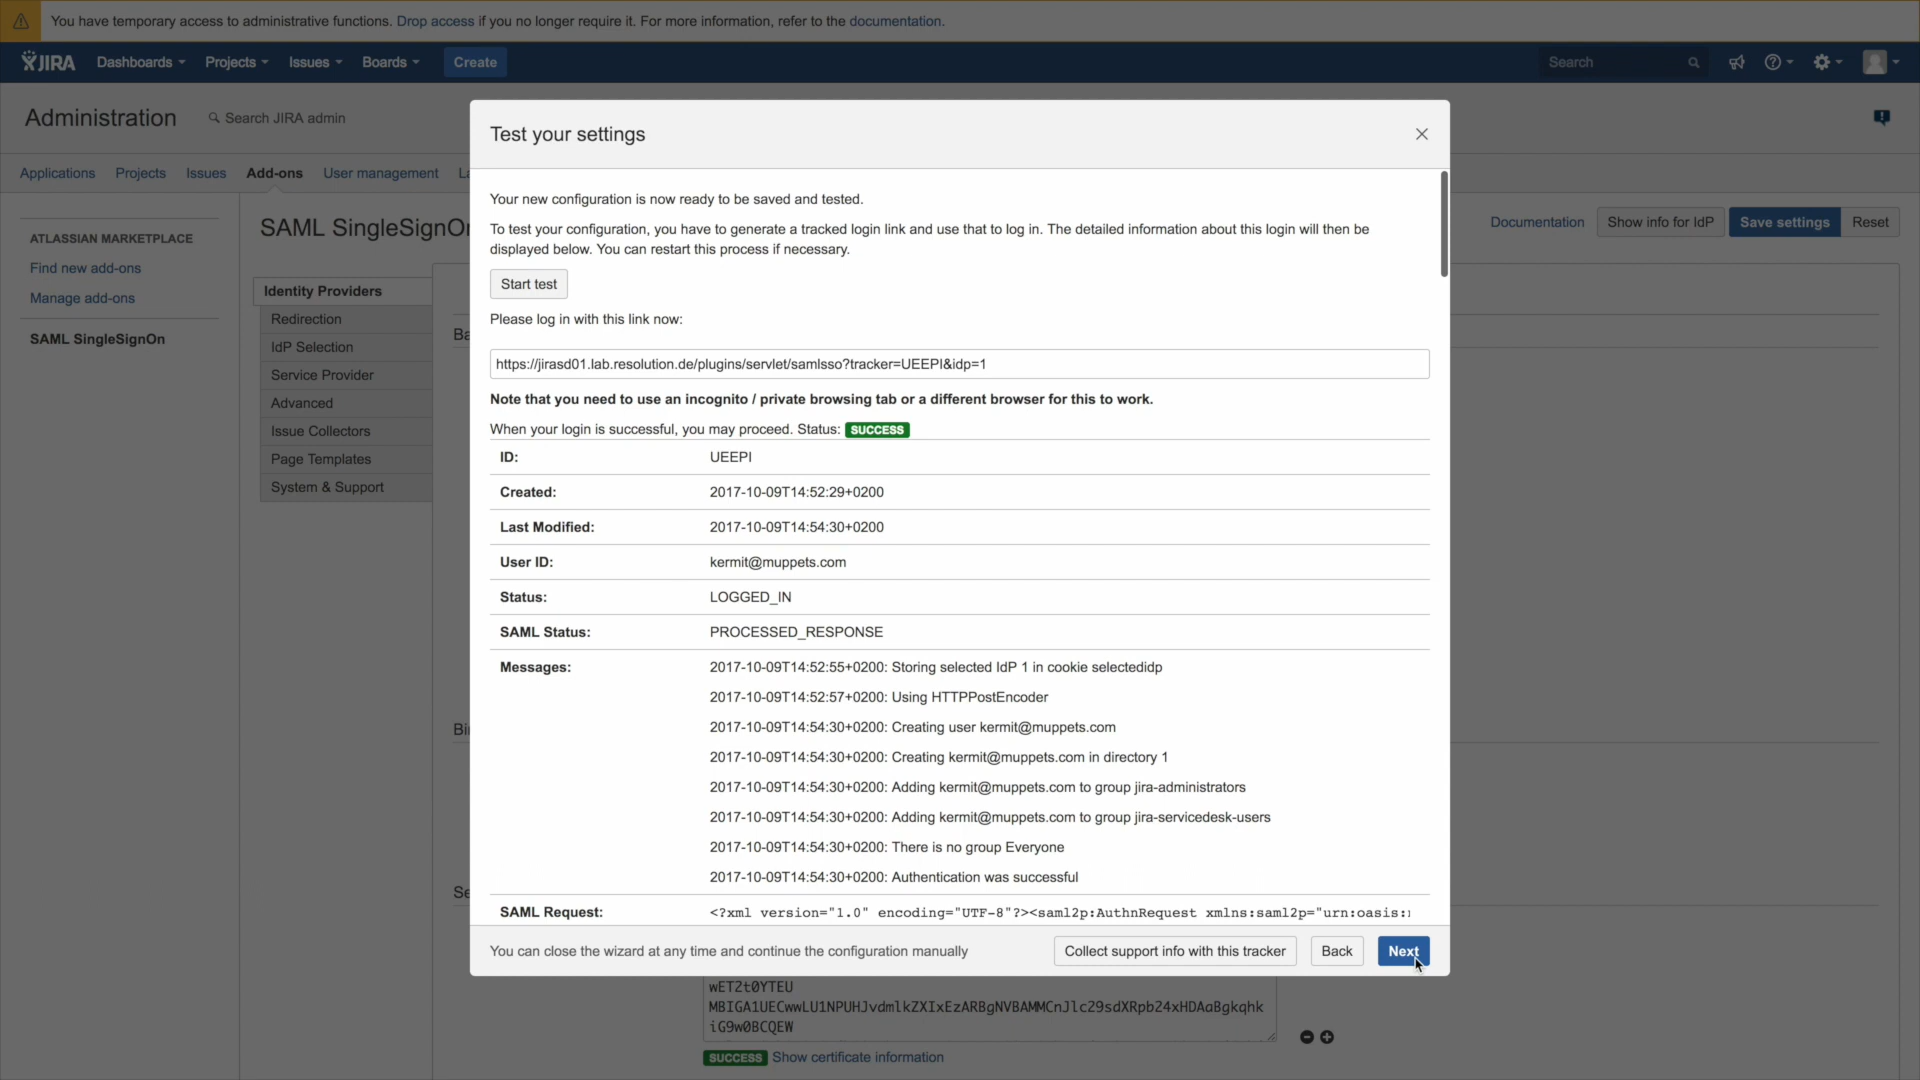 You have temporary access to administrative functions. Drop access if you no longer require it. For more information, refer to the documentation.
JIRA Dashboards Projects Issues Boards Create Search
Administration Search JIRA admin
Applications Projects Issues Add-ons User management
ATLASSIAN MARKETPLACE
Find new add-ons
Manage add-ons
SAML SingleSignOn
SAML SingleSignOn
Documentation Show info for IdP Save settings Reset
Identity Providers
Redirection
IdP Selection
Service Provider
Advanced
Issue Collectors
Page Templates
System & Support
Test your settings
Your new configuration is now ready to be saved and tested.
To test your configuration, you have to generate a tracked login link and use that to log in. The detailed information about this login will then be
displayed below. You can restart this process if necessary.
Start test
Please log in with this link now:
https://jirasd01.lab.resolution.de/plugins/servlet/samlsso?tracker=UEEPI&idp=1
Note that you need to use an incognito / private browsing tab or a different browser for this to work.
When your login is successful, you may proceed. Status: SUCCESS
ID: UEEPI
Created: 2017-10-09T14:52:29+0200
Last Modified: 2017-10-09T14:54:30+0200
User ID: kermit@muppets.com
Status: LOGGED_IN
SAML Status: PROCESSED_RESPONSE
Messages: 2017-10-09T14:52:55+0200: Storing selected IdP 1 in cookie selectedidp
2017-10-09T14:52:57+0200: Using HTTPPostEncoder
2017-10-09T14:54:30+0200: Creating user kermit@muppets.com
2017-10-09T14:54:30+0200: Creating kermit@muppets.com in directory 1
2017-10-09T14:54:30+0200: Adding kermit@muppets.com to group jira-administrators
2017-10-09T14:54:30+0200: Adding kermit@muppets.com to group jira-servicedesk-users
2017-10-09T14:54:30+0200: There is no group Everyone
2017-10-09T14:54:30+0200: Authentication was successful
SAML Request: <?xml version="1.0" encoding="UTF-8"?><saml2p:AuthnRequest xmlns:saml2p="urn:oasis:
You can close the wizard at any time and continue the configuration manually Collect support info with this tracker Back Next
wET2t0YTEU
MBIGA1UECwwLU1NPUHJvdmlkZXIxEzARBgNVBAMMCnJlc29sdXRpb24xHDAaBgkqhk
iG9w0BCQEW
SUCCESS Show certificate information